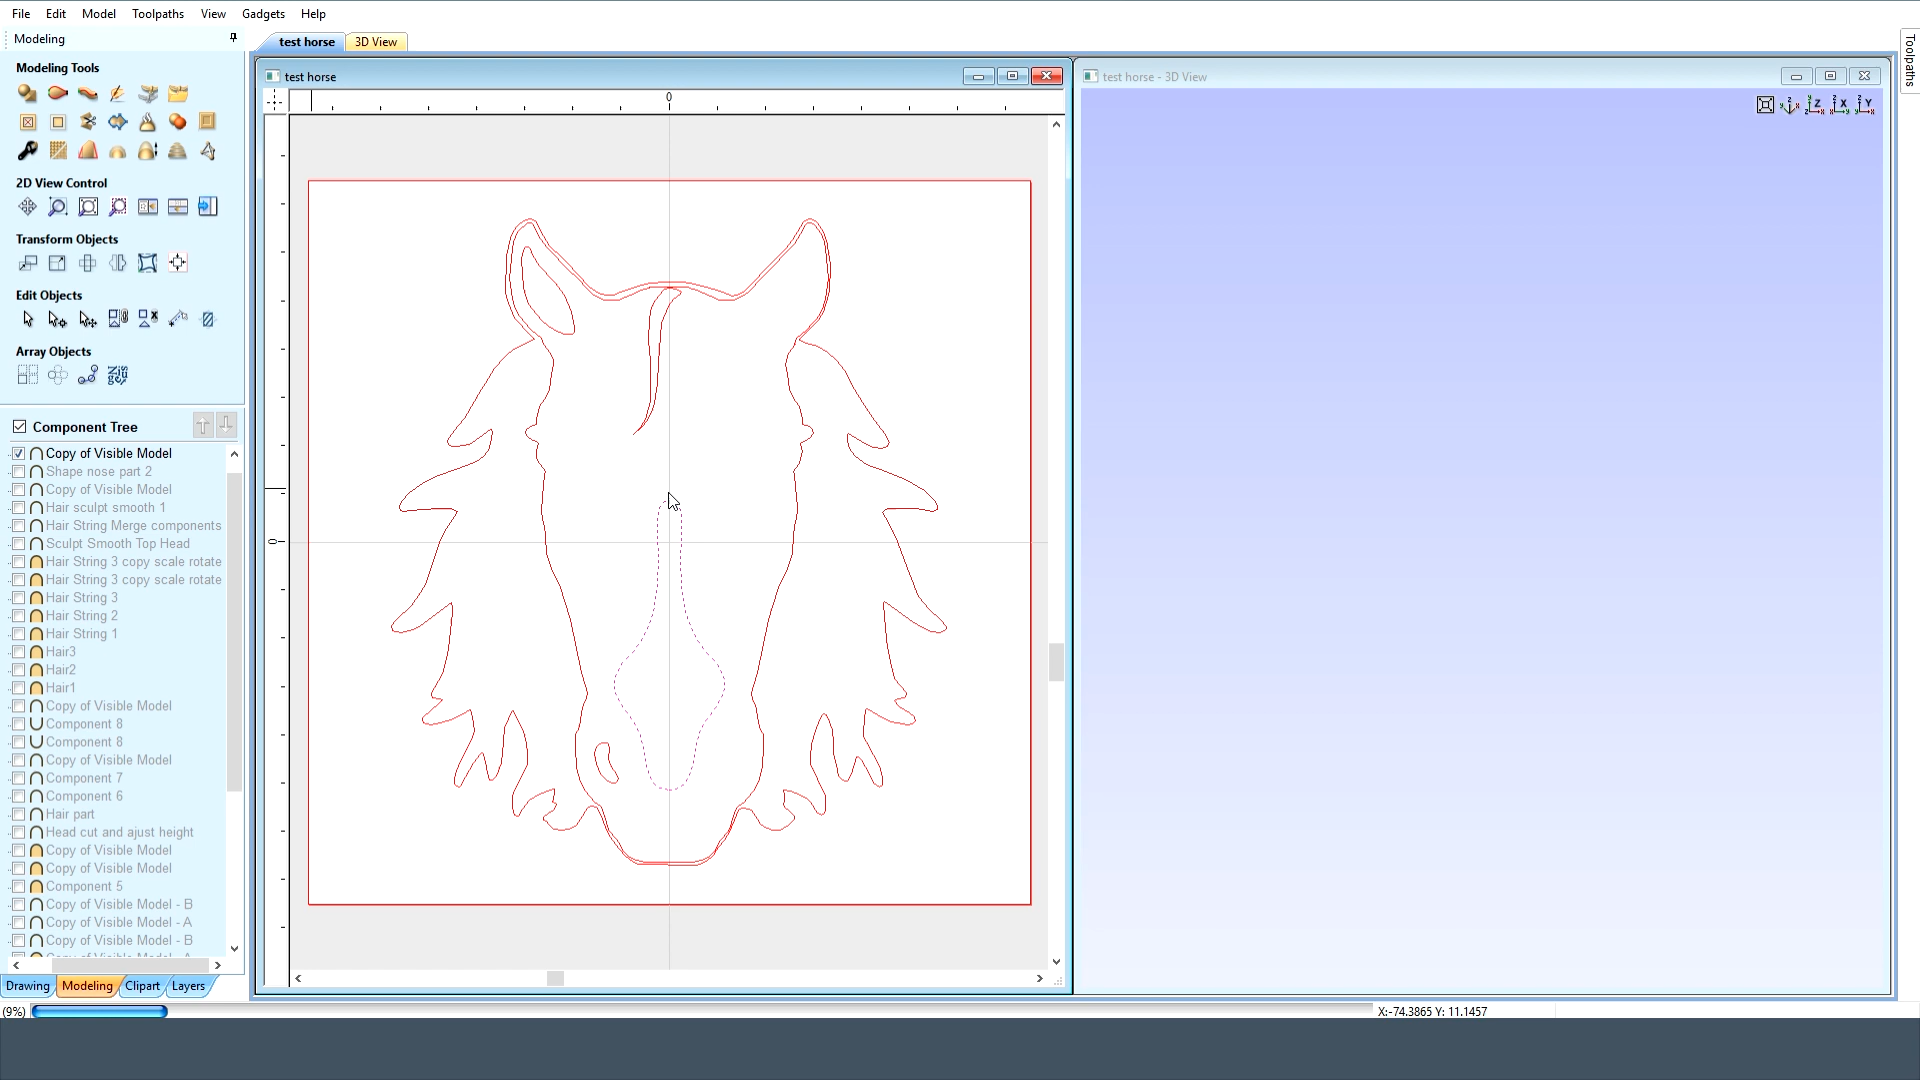 File Edit Model Toolpaths View Gadgets Help
Modeling
test horse
3D View
Toolpaths
Modeling Tools
test horse
test horse - 3D View
0
Z X Y
2D View Control
Transform Objects
Edit Objects
Array Objects
Component Tree
Copy of Visible Model
Shape nose part 2
Copy of Visible Model
Hair sculpt smooth 1
Hair String Merge components
Sculpt Smooth Top Head
0
Hair String 3 copy scale rotate
Hair String 3 copy scale rotate
Hair String 3
Hair String 2
Hair String 1
Hair3
Hair2
Hair1
Copy of Visible Model
Component 8
Component 8
Copy of Visible Model
Component 7
Component 6
Hair part
Head cut and ajust height
Copy of Visible Model
Copy of Visible Model
Component 5
Copy of Visible Model - B
Copy of Visible Model - A
Copy of Visible Model - B
Drawing Modeling Clipart Layers
(9%)
X:-74.3865 Y: 11.1457